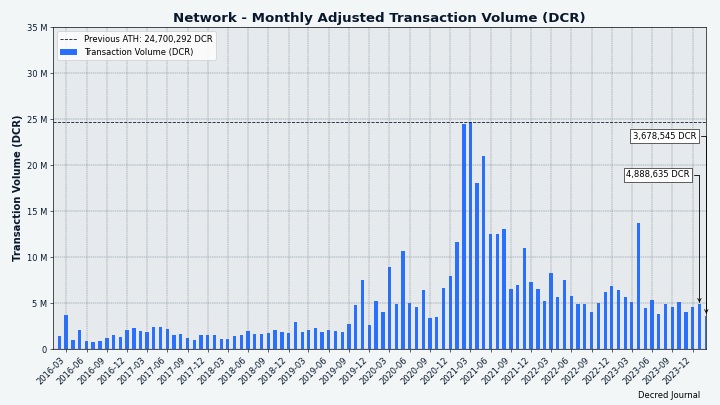 Network - Monthly Adjusted Transaction Volume (DCR)
Previous ATH: 24,700,292 DCR
Transaction Volume (DCR)
35 M
30 M
25 M
20 M
15 M
10 M
5 M
0
Transaction Volume (DCR)
3,678,545 DCR
4,888,635 DCR
2016-03
2016-06
2016-09
2016-12
2017-03
2017-06
2017-09
2017-12
2018-03
2018-06
2018-09
2018-12
2019-03
2019-06
2019-09
2019-12
2020-03
2020-06
2020-09
2020-12
2021-03
2021-06
2021-09
2021-12
2022-03
2022-06
2022-09
2022-12
2023-03
2023-06
2023-09
2023-12
Decred Journal